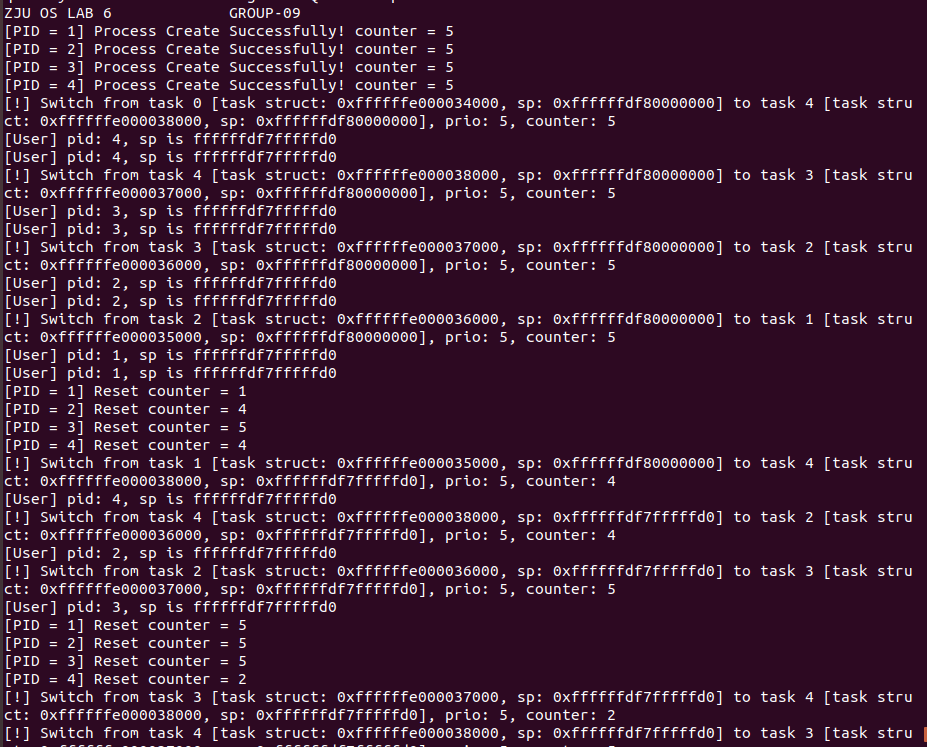 ZJU OS LAB 6             GROUP-09
[PID = 1] Process Create Successfully! counter = 5
[PID = 2] Process Create Successfully! counter = 5
[PID = 3] Process Create Successfully! counter = 5
[PID = 4] Process Create Successfully! counter = 5
[!] Switch from task 0 [task struct: 0xffffffe000034000, sp: 0xffffffdf80000000] to task 4 [task stru
ct: 0xffffffe000038000, sp: 0xffffffdf80000000], prio: 5, counter: 5
[User] pid: 4, sp is ffffffdf7fffffd0
[User] pid: 4, sp is ffffffdf7fffffd0
[!] Switch from task 4 [task struct: 0xffffffe000038000, sp: 0xffffffdf80000000] to task 3 [task stru
ct: 0xffffffe000037000, sp: 0xffffffdf80000000], prio: 5, counter: 5
[User] pid: 3, sp is ffffffdf7fffffd0
[User] pid: 3, sp is ffffffdf7fffffd0
[!] Switch from task 3 [task struct: 0xffffffe000037000, sp: 0xffffffdf80000000] to task 2 [task stru
ct: 0xffffffe000036000, sp: 0xffffffdf80000000], prio: 5, counter: 5
[User] pid: 2, sp is ffffffdf7fffffd0
[User] pid: 2, sp is ffffffdf7fffffd0
[!] Switch from task 2 [task struct: 0xffffffe000036000, sp: 0xffffffdf80000000] to task 1 [task stru
ct: 0xffffffe000035000, sp: 0xffffffdf80000000], prio: 5, counter: 5
[User] pid: 1, sp is ffffffdf7fffffd0
[User] pid: 1, sp is ffffffdf7fffffd0
[PID = 1] Reset counter = 1
[PID = 2] Reset counter = 4
[PID = 3] Reset counter = 5
[PID = 4] Reset counter = 4
[!] Switch from task 1 [task struct: 0xffffffe000035000, sp: 0xffffffdf80000000] to task 4 [task stru
ct: 0xffffffe000038000, sp: 0xffffffdf7fffffd0], prio: 5, counter: 4
[User] pid: 4, sp is ffffffdf7fffffd0
[!] Switch from task 4 [task struct: 0xffffffe000038000, sp: 0xffffffdf7fffffd0] to task 2 [task stru
ct: 0xffffffe000036000, sp: 0xffffffdf7fffffd0], prio: 5, counter: 4
[User] pid: 2, sp is ffffffdf7fffffd0
[!] Switch from task 2 [task struct: 0xffffffe000036000, sp: 0xffffffdf7fffffd0] to task 3 [task stru
ct: 0xffffffe000037000, sp: 0xffffffdf7fffffd0], prio: 5, counter: 5
[User] pid: 3, sp is ffffffdf7fffffd0
[PID = 1] Reset counter = 5
[PID = 2] Reset counter = 5
[PID = 3] Reset counter = 5
[PID = 4] Reset counter = 2
[!] Switch from task 3 [task struct: 0xffffffe000037000, sp: 0xffffffdf7fffffd0] to task 4 [task stru
ct: 0xffffffe000038000, sp: 0xffffffdf7fffffd0], prio: 5, counter: 2
[!] Switch from task 4 [task struct: 0xffffffe000038000, sp: 0xffffffdf7fffffd0] to task 3 [task stru